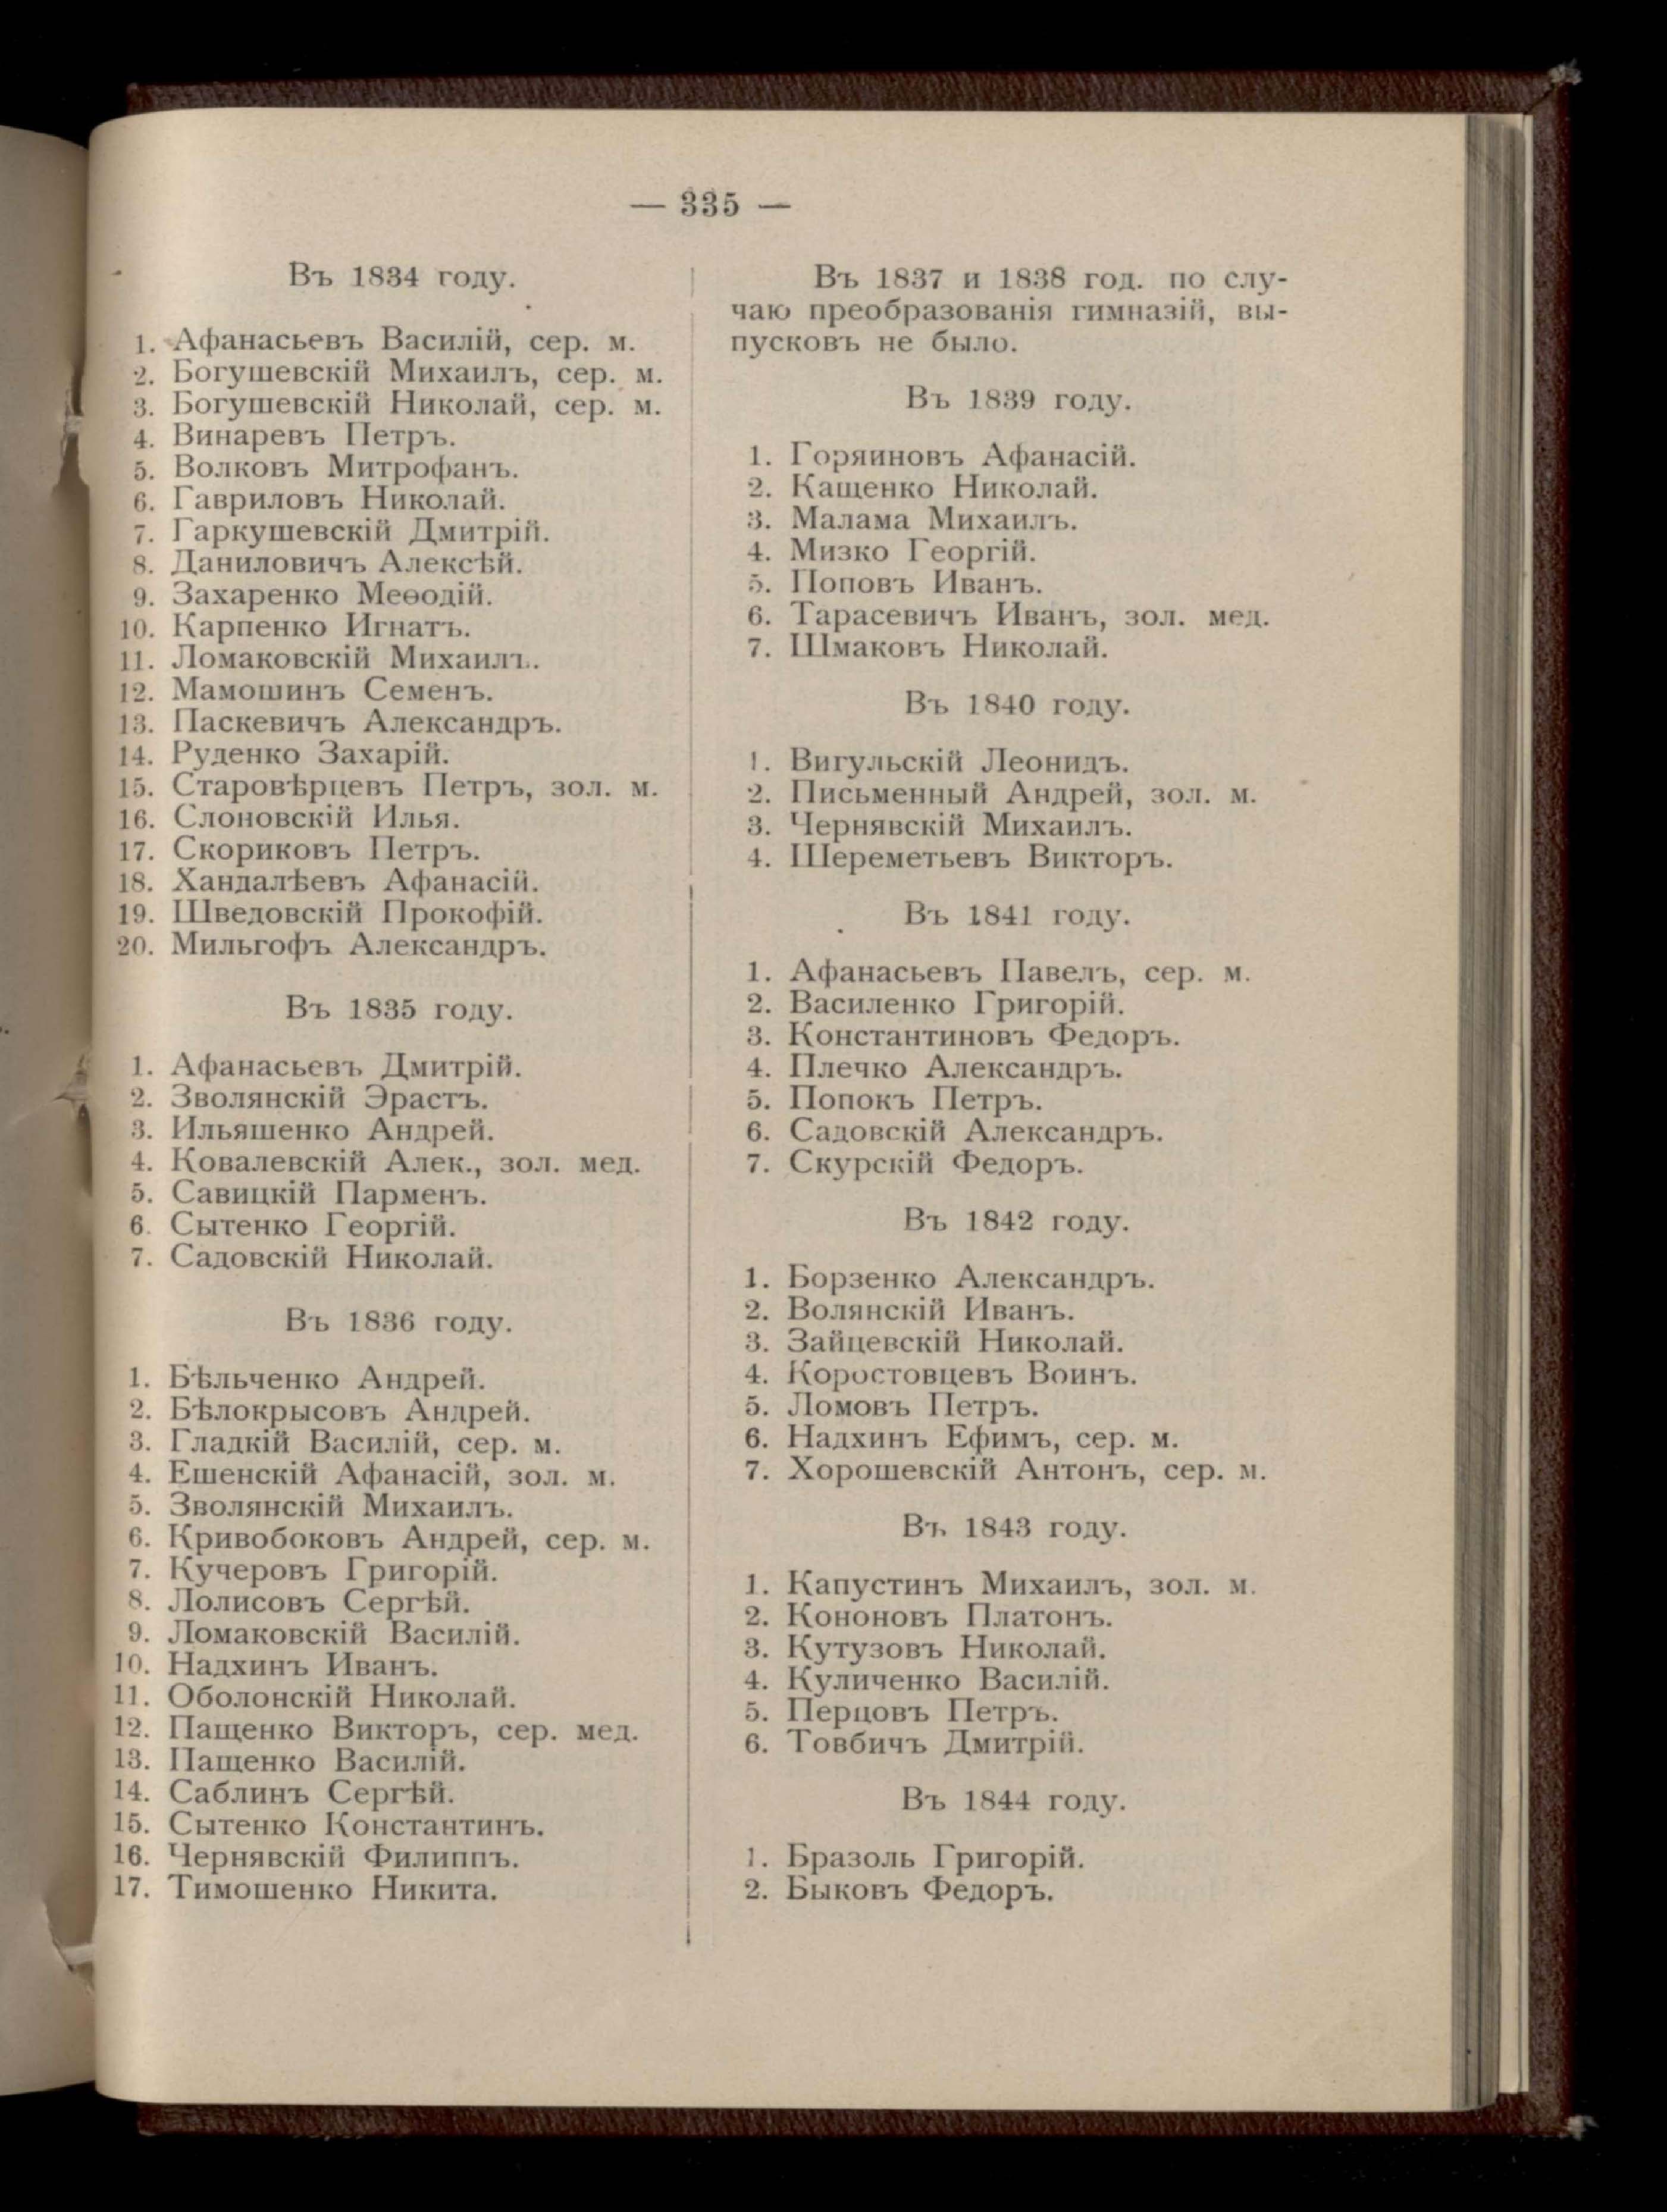 — 335 —
Въ 1834 году.
1. Афанасьевъ Василій, сер. м.
2. Богушевскій Михаилъ, сер. м.
3. Богушевскій Николай, сер. м.
4. Винаревъ Петръ.
5. Волковъ Митрофанъ.
6. Гавриловъ Николай.
7. Гаркушевскій Дмитрій.
8. Даниловичъ Алексѣй.
9. Захаренко Меѳодій.
10. Карпенко Игнатъ.
11. Ломаковскій Михаилъ.
12. Мамошинъ Семенъ.
13. Паскевичъ Александръ.
14. Руденко Захарій.
15. Старовѣрцевъ Петръ, зол. м.
16. Слоновскій Илья.
17. Скориковъ Петръ.
18. Хандалѣевъ Афанасій.
19. Шведовскій Прокофій.
20. Мильгофъ Александръ.
Въ 1835 году.
1. Афанасьевъ Дмитрій.
2. Зволянскій Эрастъ.
3. Ильяшенко Андрей.
4. Ковалевскій Алек., зол. мед.
5. Савицкій Парменъ.
6. Сытенко Георгій.
7. Садовскій Николай.
Въ 1836 году.
1. Бѣльченко Андрей.
2. Бѣлокрысовъ Андрей.
3. Гладкій Василій, сер. м.
4. Ешенскій Афанасій, зол. м.
5. Зволянскій Михаилъ.
6. Кривобоковъ Андрей, сер. м.
7. Кучеровъ Григорій.
8. Лолисовъ Сергѣй.
9. Ломаковскій Василій.
10. Надхинъ Иванъ.
11. Оболонскій Николай.
12. Пащенко Викторъ, сер. мед.
13. Пащенко Василій.
14. Саблинъ Сергѣй.
15. Сытенко Константинъ.
16. Чернявскій Филиппъ.
17. Тимошенко Никита.
Въ 1837 и 1838 год. по слу-
чаю преобразованія гимназій, вы-
пусковъ не было.
Въ 1839 году.
1. Горяиновъ Афанасій.
2. Кащенко Николай.
3. Малама Михаилъ.
4. Мизко Георгій.
5. Поповъ Иванъ.
6. Тарасевичъ Иванъ, зол. мед.
7. Шмаковъ Николай.
Въ 1840 году.
1. Вигульскій Леонидъ.
2. Письменный Андрей, зол. м.
3. Чернявскій Михаилъ.
4. Шереметьевъ Викторъ.
Въ 1841 году.
1. Афанасьевъ Павелъ, сер. м.
2. Василенко Григорій.
3. Константиновъ Федоръ.
4. Плечко Александръ.
5. Попокъ Петръ.
6. Садовскій Александръ.
7. Скурскій Федоръ.
Въ 1842 году.
1. Борзенко Александръ.
2. Волянскій Иванъ.
3. Зайцевскій Николай.
4. Коростовцевъ Воинъ.
5. Ломовъ Петръ.
6. Надхинъ Ефимъ, сер. м.
7. Хорошевскій Антонъ, сер. м.
Въ 1843 году.
1. Капустинъ Михаилъ, зол. м.
2. Кононовъ Платонъ.
3. Кутузовъ Николай.
4. Куличенко Василій.
5. Перцовъ Петръ.
6. Товбичъ Дмитрій.
Въ 1844 году.
1. Бразоль Григорій.
2. Быковъ Федоръ.